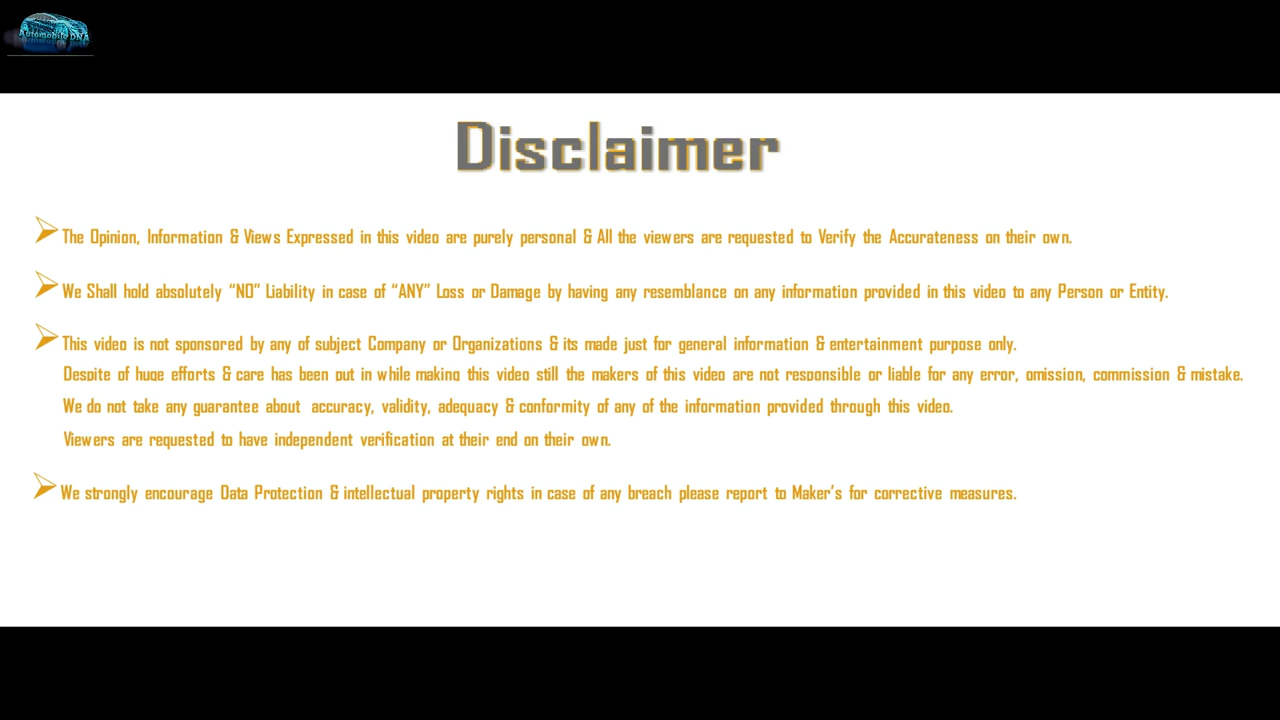 Automobile DNA
Disclaimer
The Opinion, Information & Views Expressed in this video are purely personal & All the viewers are requested to Verify the Accurateness on their own.
We Shall hold absolutely “NO” Liability in case of “ANY” Loss or Damage by having any resemblance on any information provided in this video to any Person or Entity.
This video is not sponsored by any of subject Company or Organizations & its made just for general information & entertainment purpose only.
Despite of huge efforts & care has been put in while making this video still the makers of this video are not responsible or liable for any error, omission, commission & mistake.
We do not take any guarantee about accuracy, validity, adequacy & conformity of any of the information provided through this video.
Viewers are requested to have independent verification at their end on their own.
We strongly encourage Data Protection & intellectual property rights in case of any breach please report to Maker’s for corrective measures.